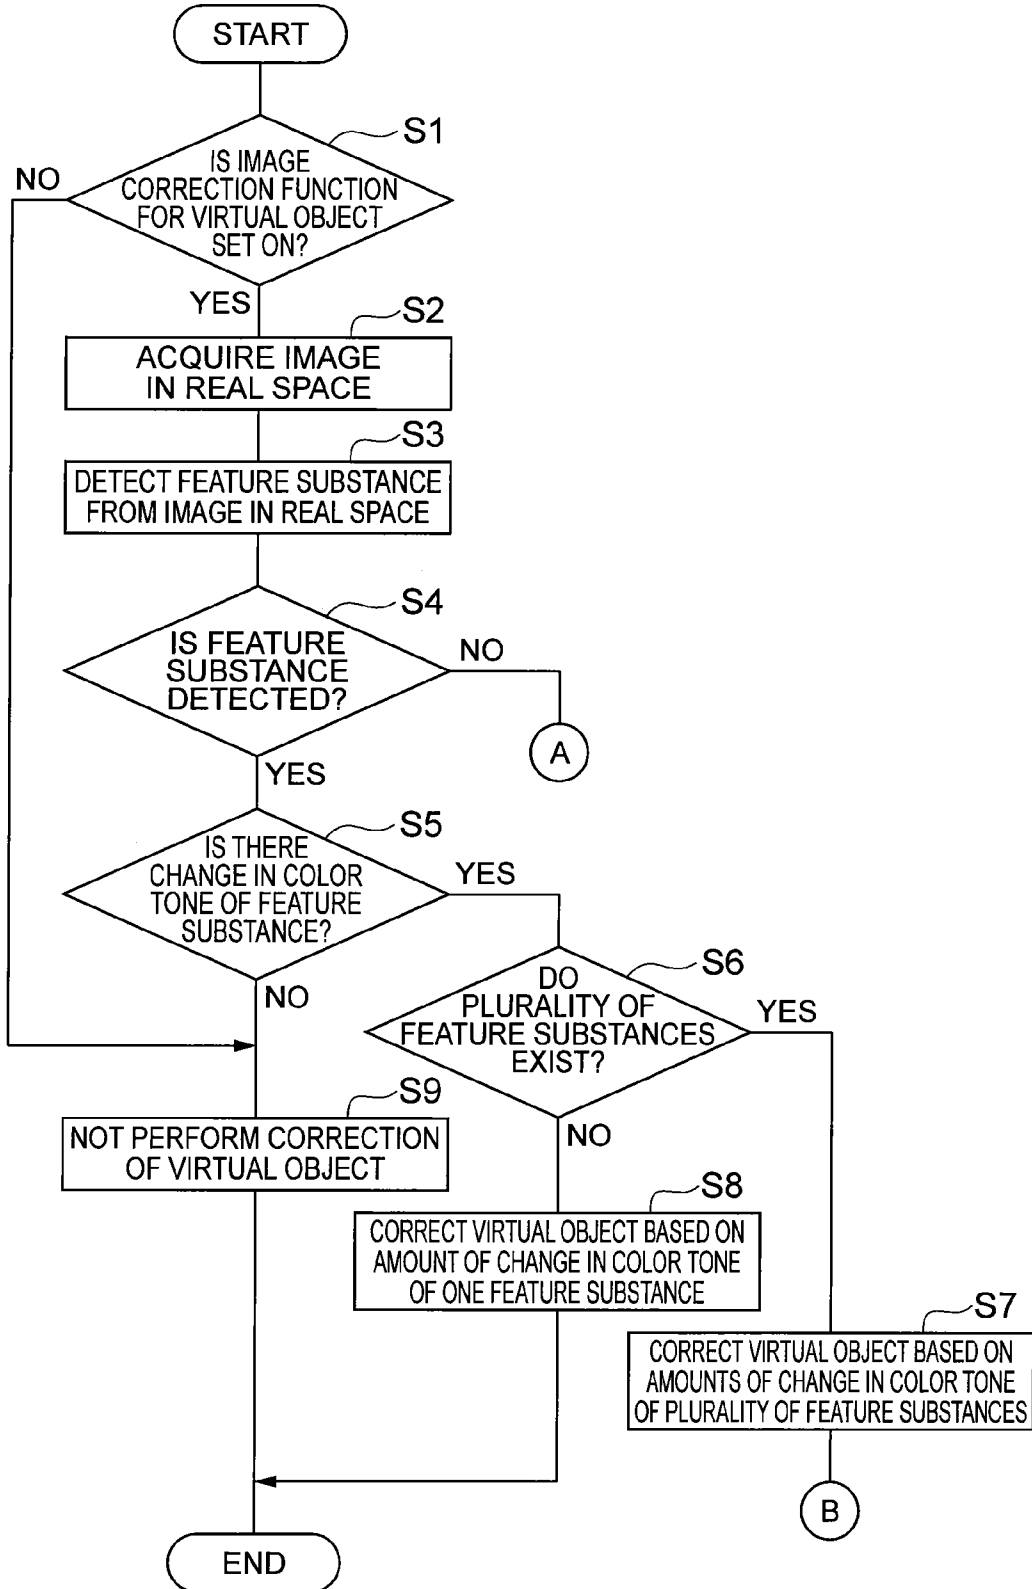 START
S1
IS IMAGE
CORRECTION FUNCTION
FOR VIRTUAL OBJECT
SET ON?
NO
YES
S2
ACQUIRE IMAGE
IN REAL SPACE
S3
DETECT FEATURE SUBSTANCE
FROM IMAGE IN REAL SPACE
S4
IS FEATURE
SUBSTANCE
DETECTED?
NO
A
YES
S5
IS THERE
CHANGE IN COLOR
TONE OF FEATURE
SUBSTANCE?
YES
NO
S6
DO
PLURALITY OF
FEATURE SUBSTANCES
EXIST?
YES
NO
S9
NOT PERFORM CORRECTION
OF VIRTUAL OBJECT
S8
CORRECT VIRTUAL OBJECT BASED ON
AMOUNT OF CHANGE IN COLOR TONE
OF ONE FEATURE SUBSTANCE
S7
CORRECT VIRTUAL OBJECT BASED ON
AMOUNTS OF CHANGE IN COLOR TONE
OF PLURALITY OF FEATURE SUBSTANCES
B
END